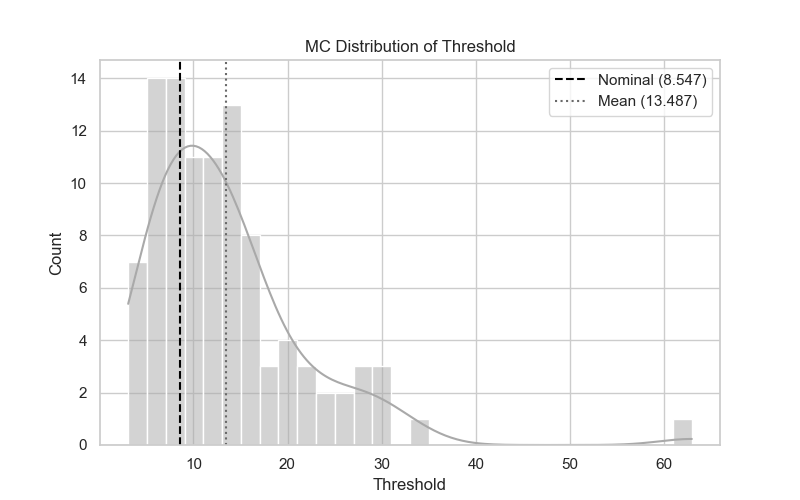 MC Distribution of Threshold
Nominal (8.547)
Mean (13.487)
14
12
10
8
6
4
2
0
Count
10
20
30
40
50
60
Threshold